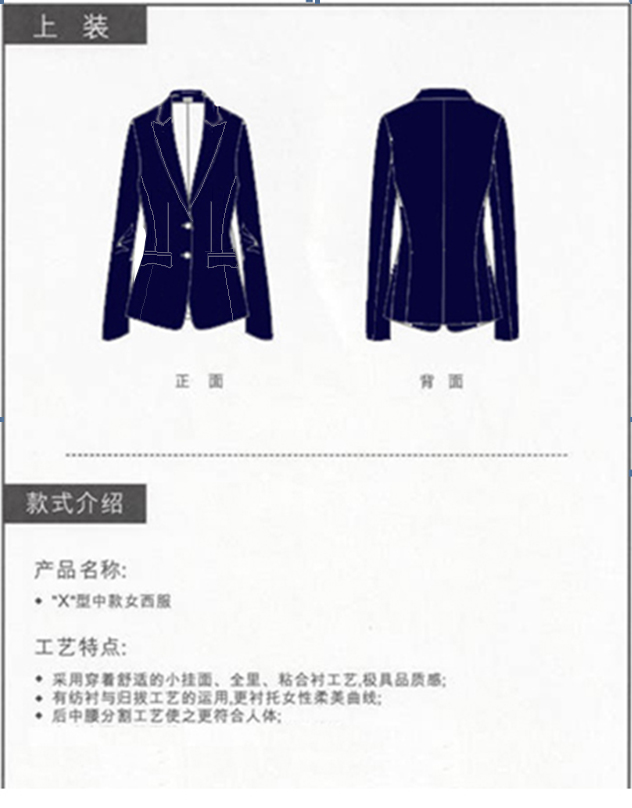 上 装
正 面
背 面
款式介绍
产品名称:
"X"型中款女西服
工艺特点:
采用穿着舒适的小挂面、全里、粘合衬工艺,极具品质感;
有纺衬与归拔工艺的运用,更衬托女性柔美曲线;
后中腰分割工艺使之更符合人体;